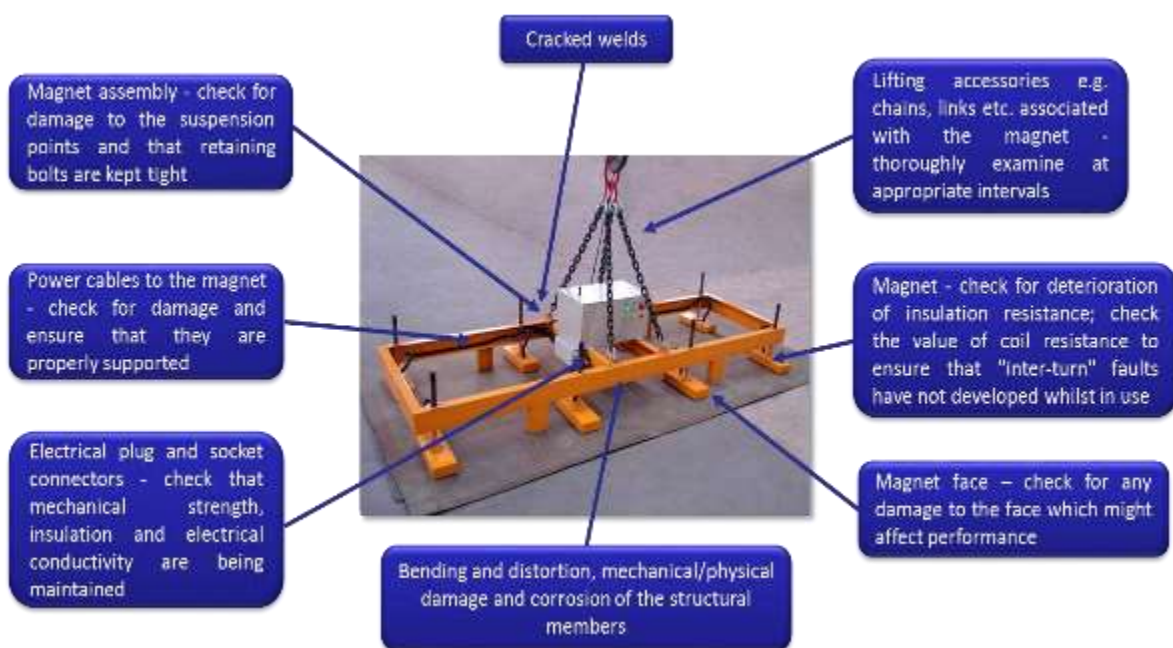 Cracked welds
Magnet assembly - check for
damage to the suspension
points and that retaining
bolts are kept tight
Lifting accessories e.g.
chains, links etc. associated
with the magnet -
thoroughly examine at
appropriate intervals
Power cables to the magnet
- check for damage and
ensure that they are
properly supported
Magnet - check for deterioration
of insulation resistance; check
the value of coil resistance to
ensure that "inter-turn" faults
have not developed whilst in use
Electrical plug and socket
connectors - check that
mechanical strength,
insulation and electrical
conductivity are being
maintained
Magnet face – check for any
damage to the face which might
affect performance
Bending and distortion, mechanical/physical
damage and corrosion of the structural
members